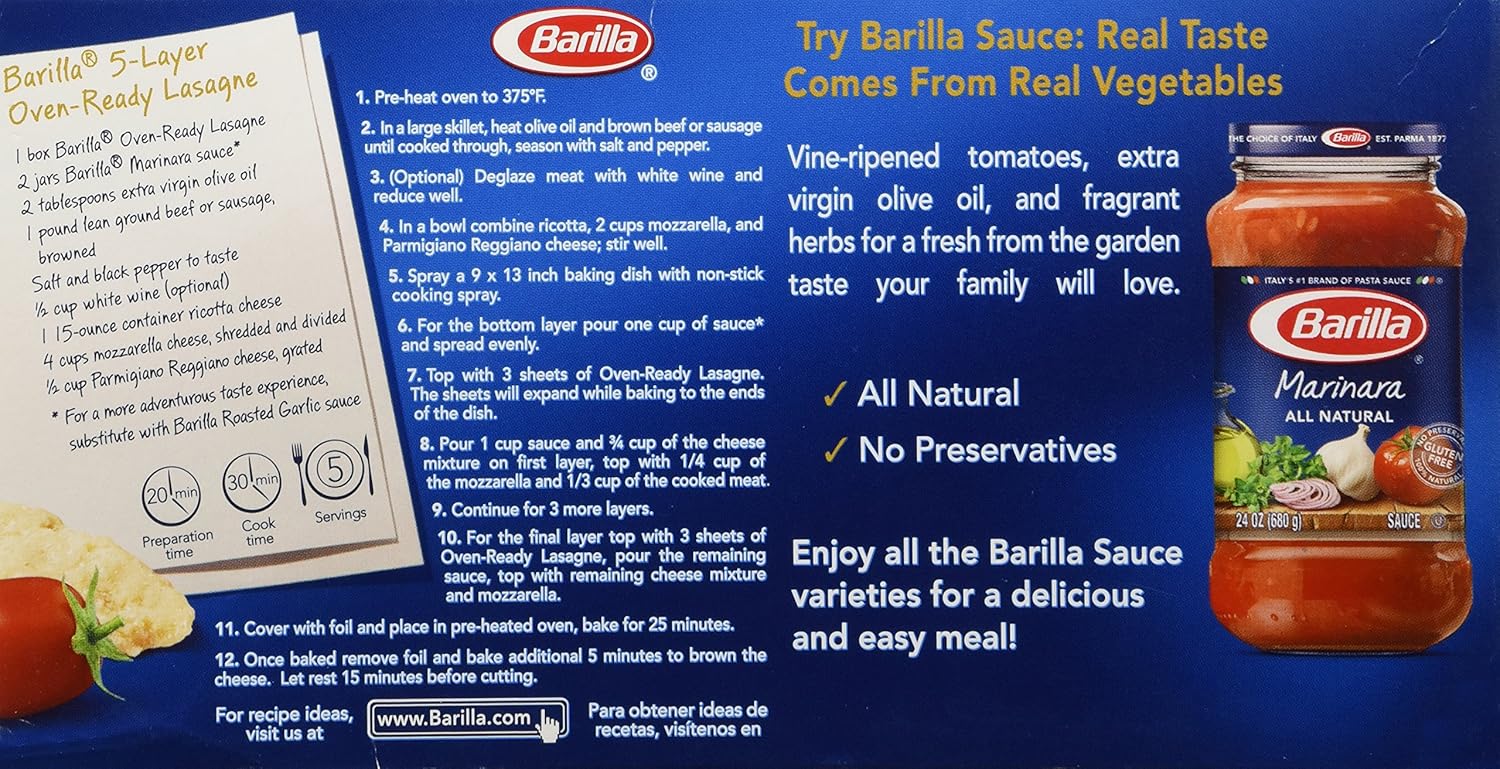 Barilla® 5-Layer
Oven-Ready Lasagne
1 box Barilla® Oven-Ready Lasagne
2 jars Barilla® Marinara sauce*
2 tablespoons extra virgin olive oil
1 pound lean ground beef or sausage,
browned
Salt and black pepper to taste
½ cup white wine (optional)
1 15-ounce container ricotta cheese
4 cups mozzarella cheese, shredded and divided
½ cup Parmigiano Reggiano cheese, grated
* For a more adventurous taste experience,
substitute with Barilla Roasted Garlic sauce
20 min
Preparation
time
30 min
Cook
time
5
Servings
Barilla®
1. Pre-heat oven to 375°F.
2. In a large skillet, heat olive oil and brown beef or sausage
until cooked through, season with salt and pepper.
3. (Optional) Deglaze meat with white wine and
reduce well.
4. In a bowl combine ricotta, 2 cups mozzarella, and
Parmigiano Reggiano cheese; stir well.
5. Spray a 9 x 13 inch baking dish with non-stick
cooking spray.
6. For the bottom layer pour one cup of sauce*
and spread evenly.
7. Top with 3 sheets of Oven-Ready Lasagne.
The sheets will expand while baking to the ends
of the dish.
8. Pour 1 cup sauce and ¾ cup of the cheese
mixture on first layer, top with 1/4 cup of
the mozzarella and 1/3 cup of the cooked meat.
9. Continue for 3 more layers.
10. For the final layer top with 3 sheets of
Oven-Ready Lasagne, pour the remaining
sauce, top with remaining cheese mixture
and mozzarella.
11. Cover with foil and place in pre-heated oven, bake for 25 minutes.
12. Once baked remove foil and bake additional 5 minutes to brown the
cheese. Let rest 15 minutes before cutting.
For recipe ideas,
visit us at
www.Barilla.com
Para obtener ideas de
recetas, visítenos en
Try Barilla Sauce: Real Taste
Comes From Real Vegetables
Vine-ripened tomatoes, extra
virgin olive oil, and fragrant
herbs for a fresh from the garden
taste your family will love.
✓ All Natural
✓ No Preservatives
Enjoy all the Barilla Sauce
varieties for a delicious
and easy meal!
THE CHOICE OF ITALY Barilla EST. PARMA 1877
ITALY'S #1 BRAND OF PASTA SAUCE
Barilla®
Marinara
ALL NATURAL
NO
GLUTEN
FREE
100% NATURAL
24 OZ (680 g)
SAUCE